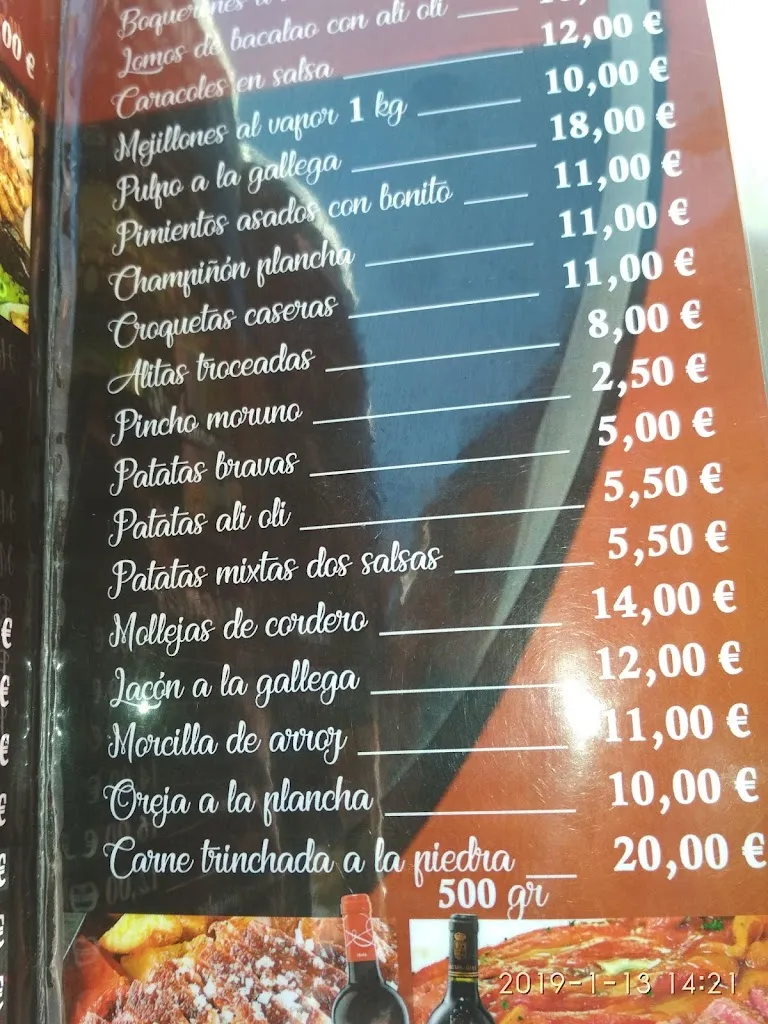 Boquerones a
Lomos de bacalao con ali oli
Caracoles en salsa 12,00 €
Mejillones al vapor 1 kg 10,00 €
Pulpo a la gallega 18,00 €
Pimientos asados con bonito 11,00 €
Champiñón plancha 11,00 €
Croquetas caseras 11,00 €
Alitas troceadas 8,00 €
Pincho moruno 2,50 €
Patatas bravas 5,00 €
Patatas ali oli 5,50 €
Patatas mixtas dos salsas 5,50 €
Mollejas de cordero 14,00 €
Lacón a la gallega 12,00 €
Morcilla de arroz 11,00 €
Oreja a la plancha 10,00 €
Carne trinchada a la piedra 20,00 €
500 gr
2019-1-13 14:21